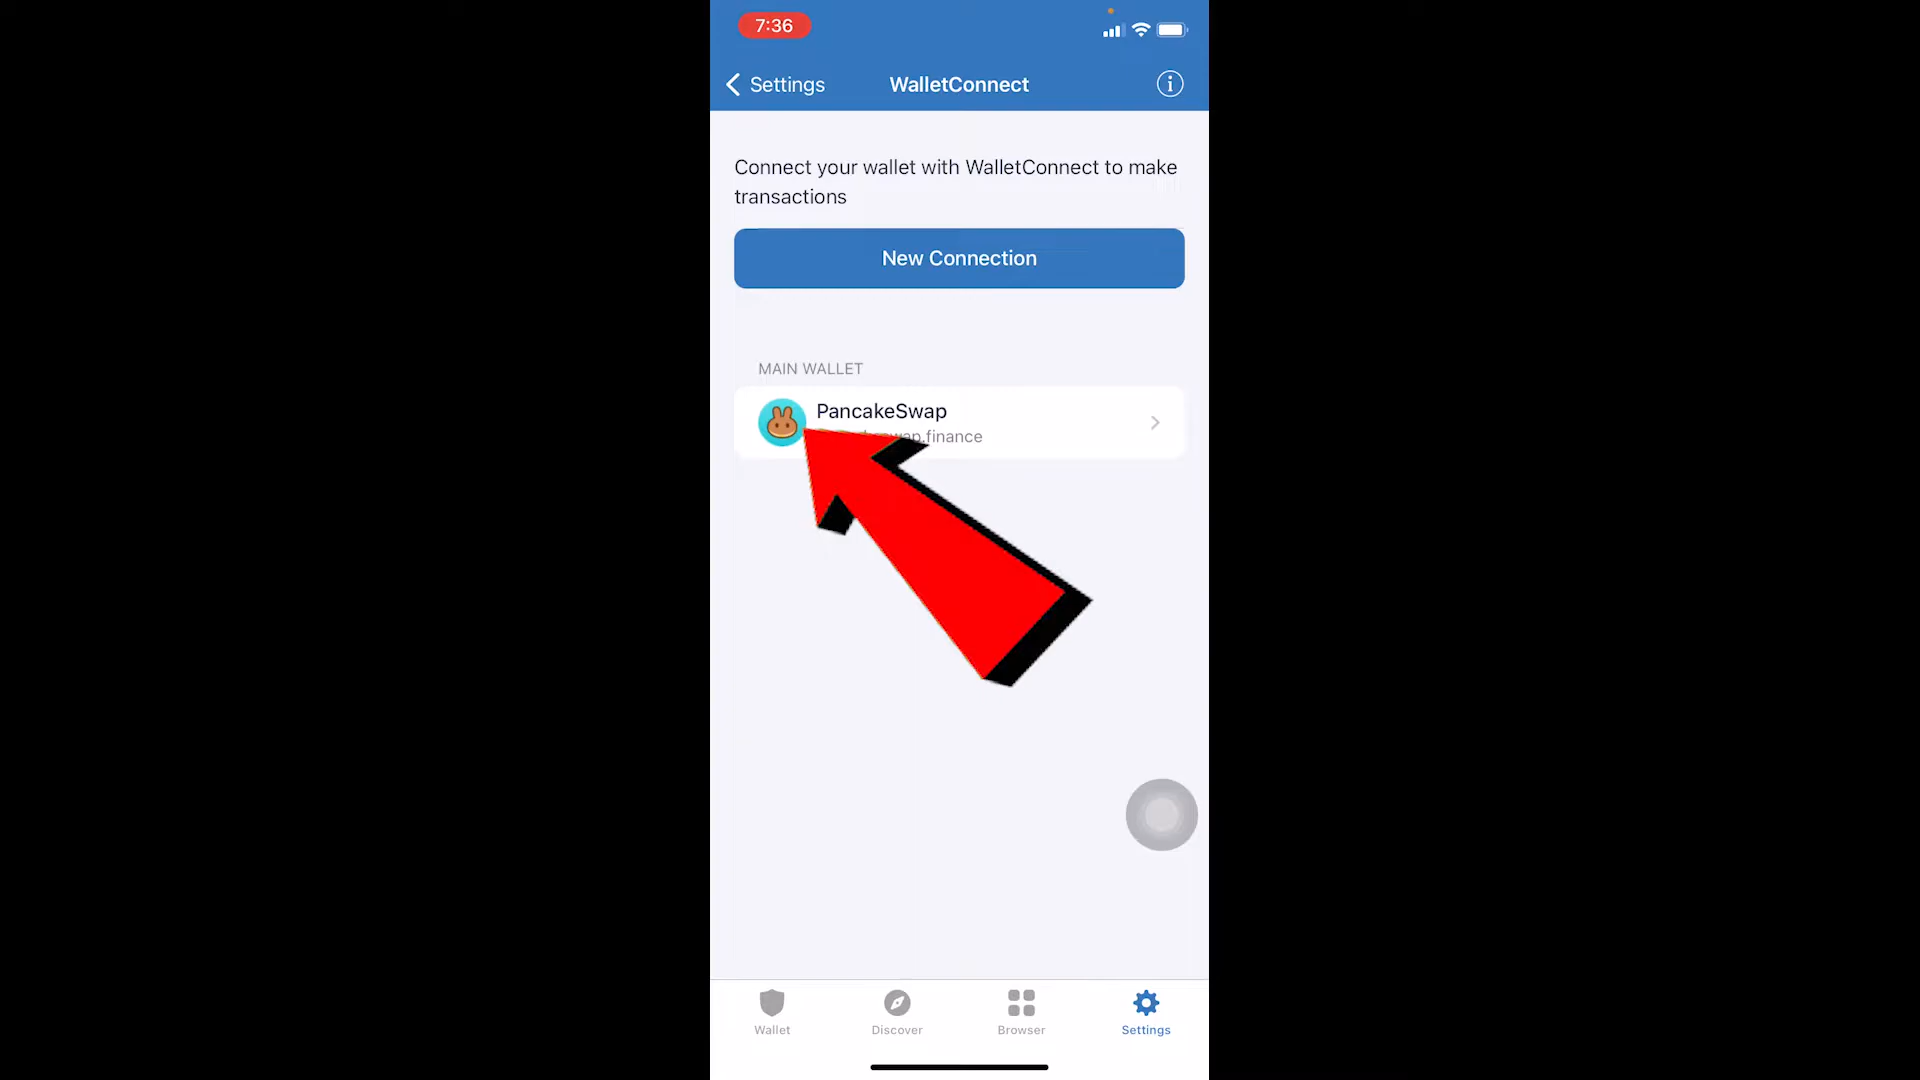 7:36
Settings
WalletConnect
Connect your wallet with WalletConnect to make
transactions
New Connection
MAIN WALLET
PancakeSwap
.finance
Wallet
Discover
Browser
Settings